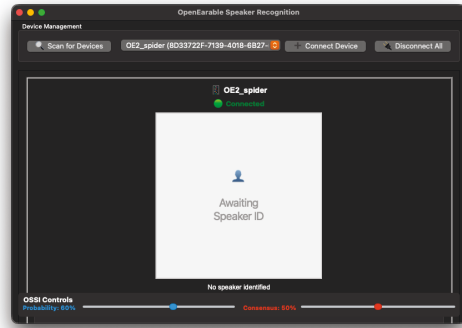 OpenEarable Speaker Recognition
Device Management
Scan for Devices
OE2_spider (8D33722F-7139-4018-6B27-
Connect Device
Disconnect All
OE2_spider
Connected
Awaiting
Speaker ID
No speaker identified
OSSI Controls
Probability: 60%
Consensus: 50%